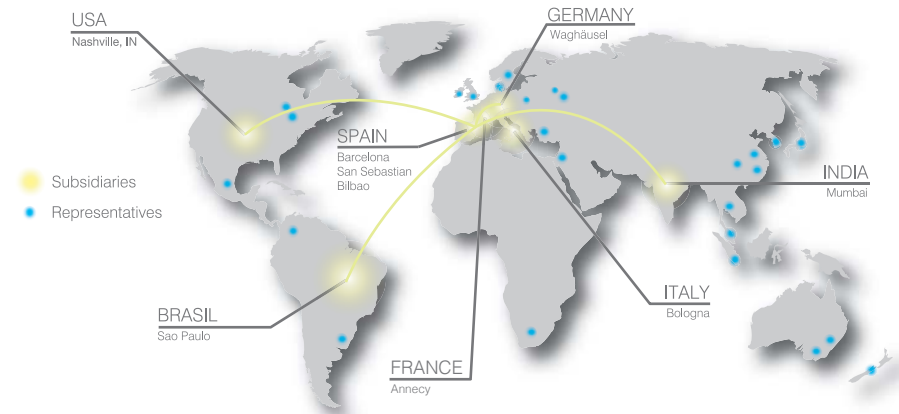 USA
Nashville, IN
GERMANY
Waghäusel
SPAIN
Barcelona
San Sebastian
Bilbao
INDIA
Mumbai
Subsidiaries
Representatives
ITALY
Bologna
BRASIL
Sao Paulo
FRANCE
Annecy